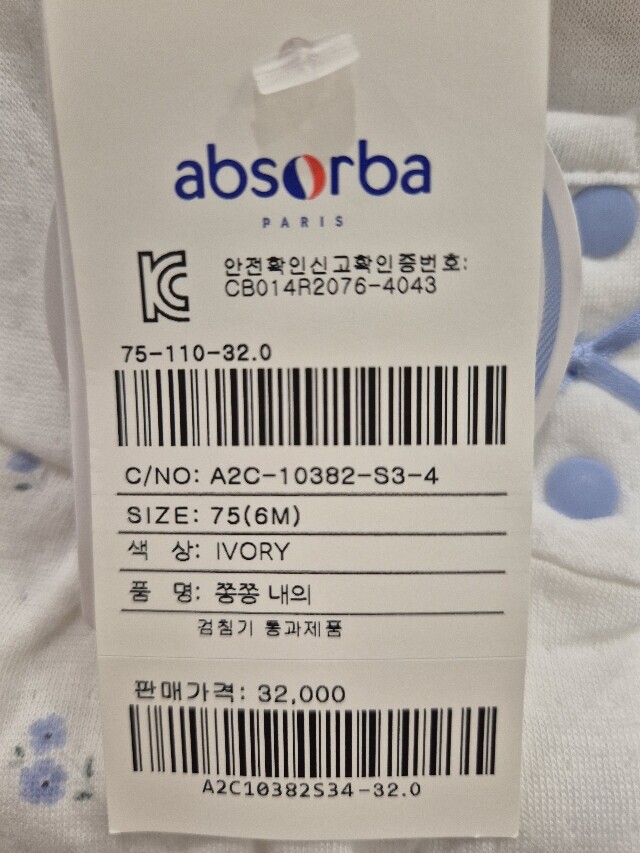 absorba
PARIS
안전확인신고확인증번호:
CB014R2076-4043
75-110-32.0
C/NO: A2C-10382-S3-4
SIZE: 75(6M)
색 상: IVORY
품 명: 쫑쫑 내의
검침기 통과제품
판매가격: 32,000
A2C10382S34-32.0